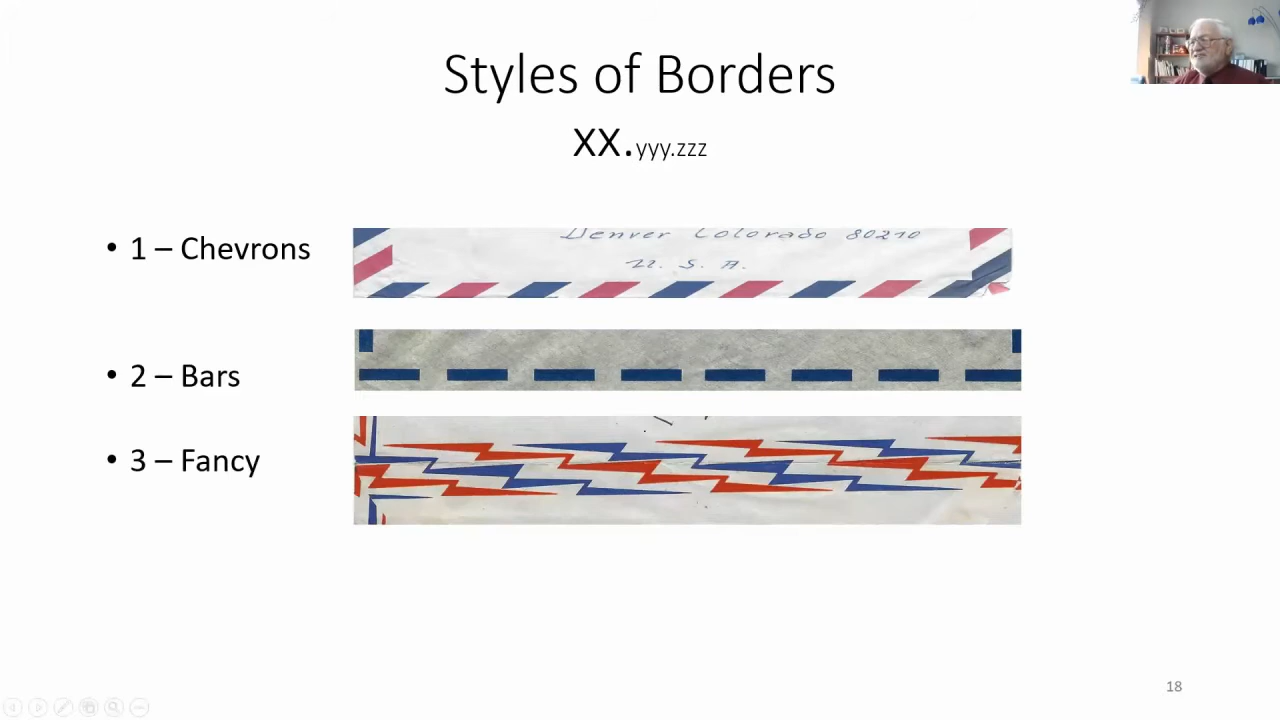 Styles of Borders
XX.yyy.zzz
• 1 – Chevrons
Denver Colorado 80210
U. S. A.
• 2 – Bars
• 3 – Fancy
18